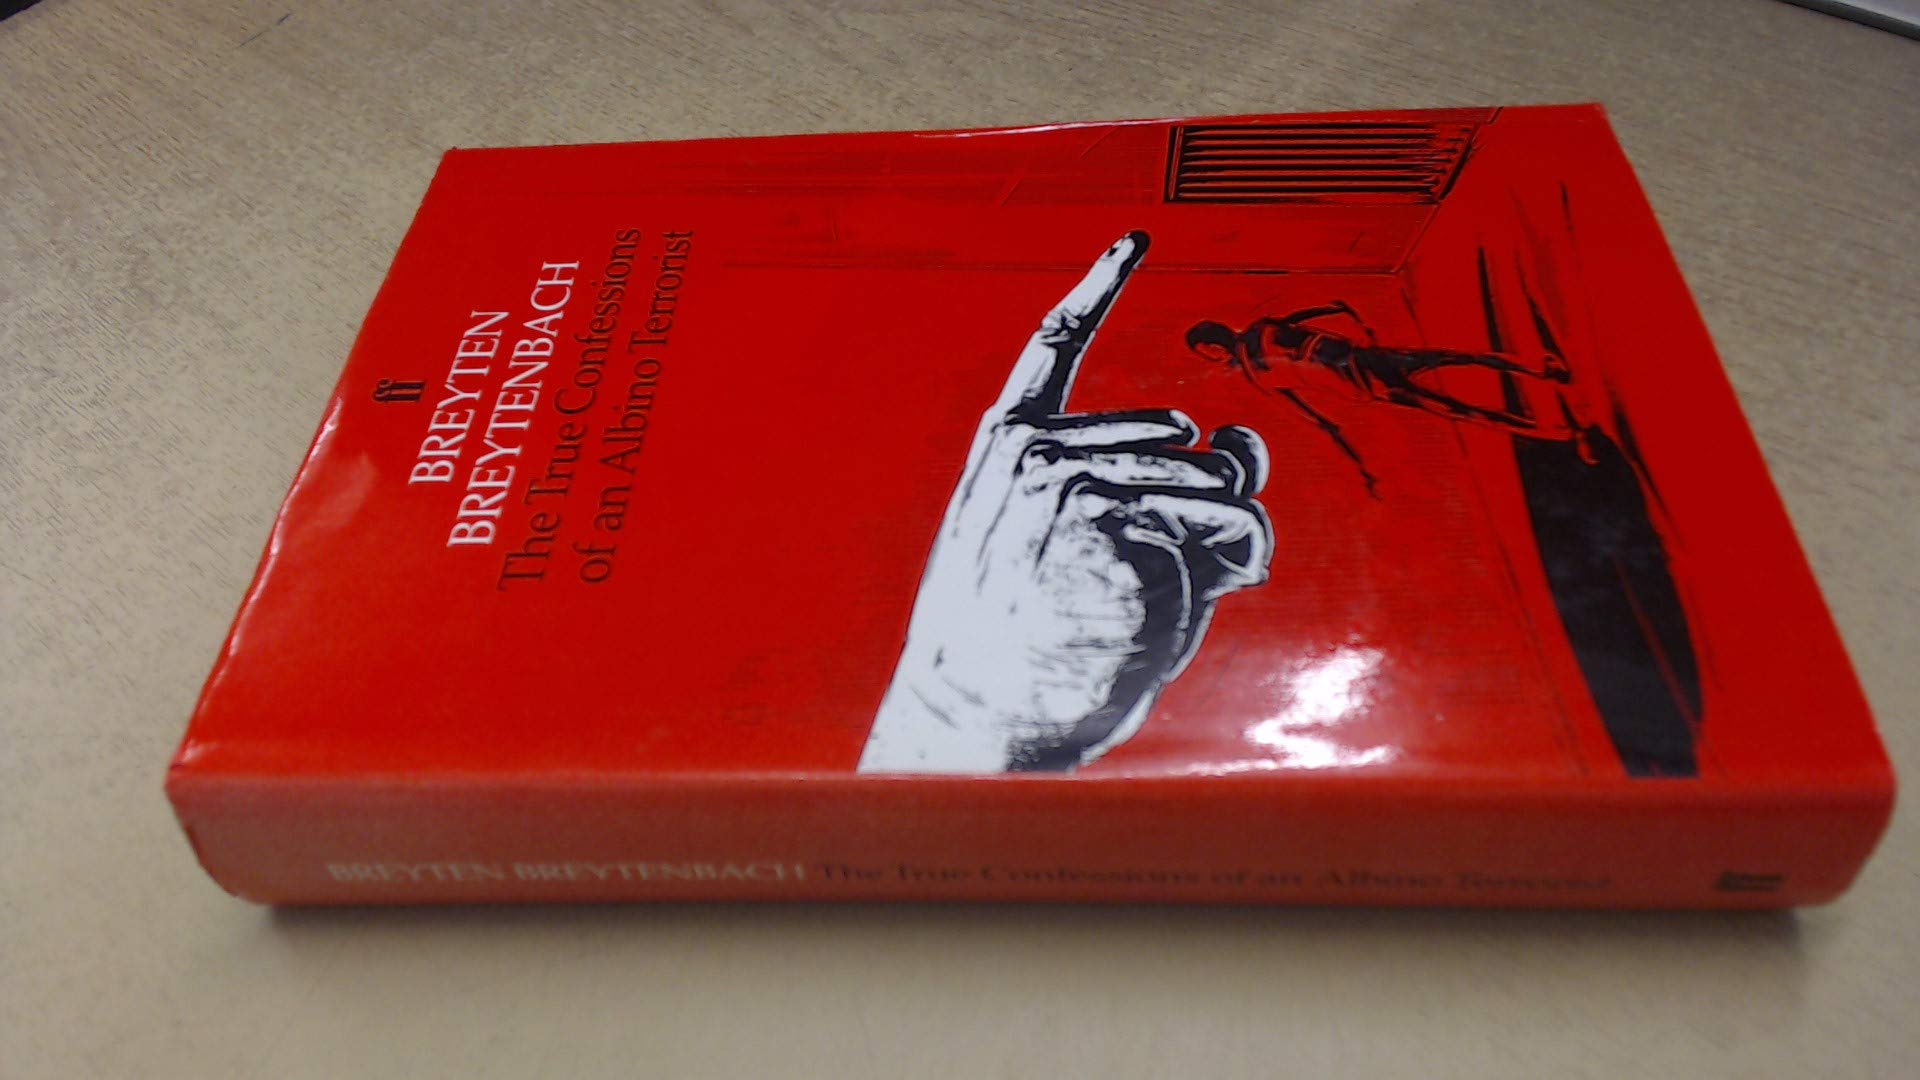 ff
BREYTEN
BREYTENBACH
The True Confessions
of an Albino Terrorist
BREYTEN BREYTENBACH The True Confessions of an Albino Terrorist